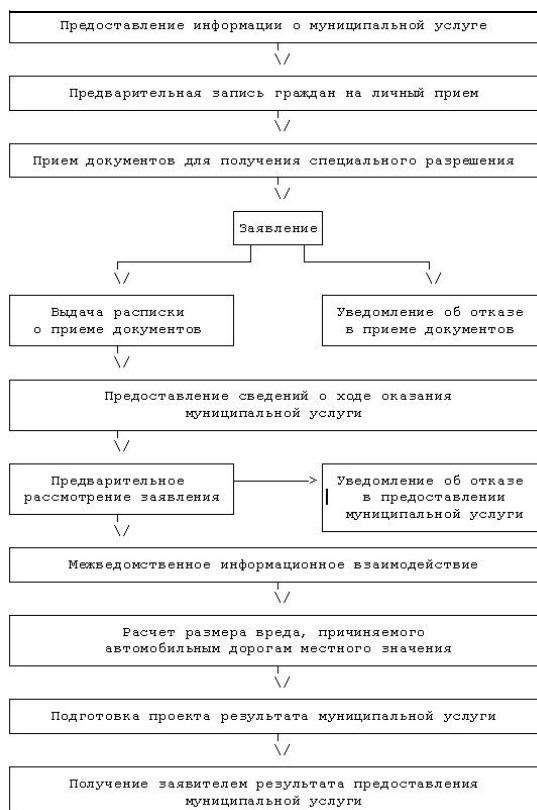 Предоставление информации о муниципальной услуге
Предварительная запись граждан на личный прием
Прием документов для получения специального разрешения
Заявление
Выдача расписки
о приеме документов
Уведомление об отказе
в приеме документов
Предоставление сведений о ходе оказания
муниципальной услуги
Предварительное
рассмотрение заявления
Уведомление об отказе
в предоставлении
муниципальной услуги
Межведомственное информационное взаимодействие
Расчет размера вреда, причиняемого
автомобильным дорогам местного значения
Подготовка проекта результата муниципальной услуги
Получение заявителем результата предоставления
муниципальной услуги